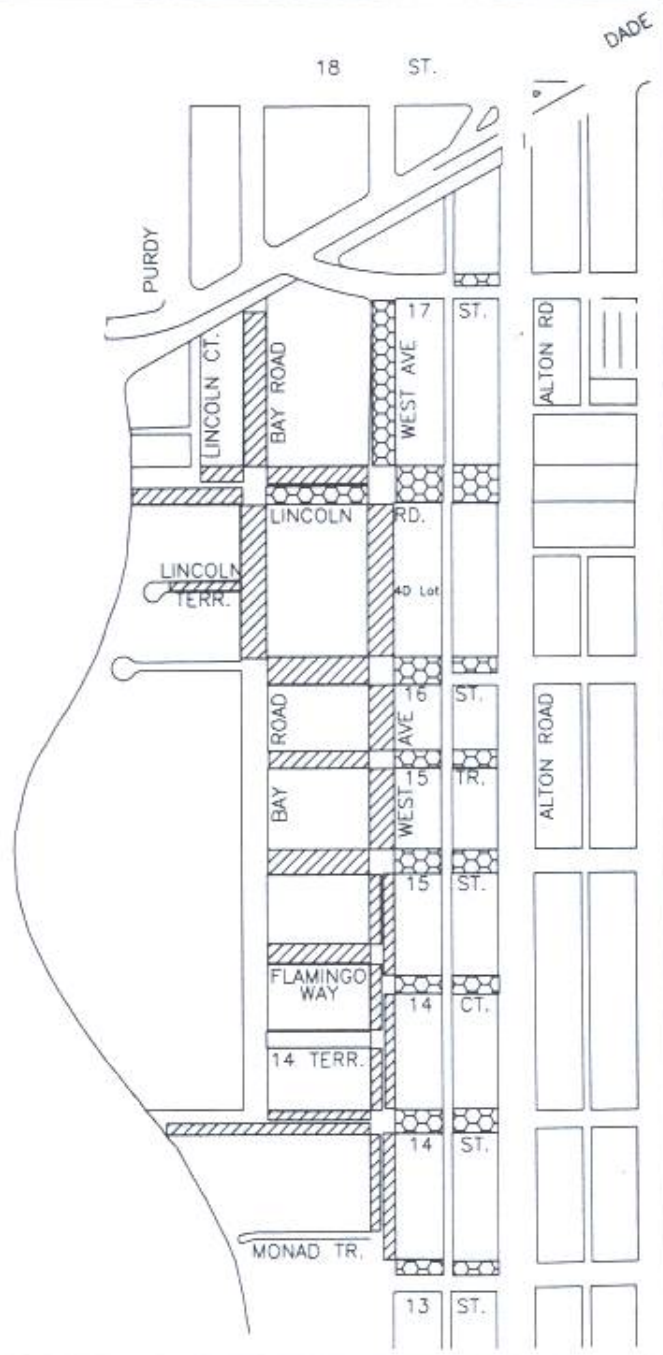 DADE
18 ST.
PURDY
LINCOLN CT.
BAY ROAD
17 ST.
WEST AVE
ALTON RD
LINCOLN RD.
LINCOLN
TERR.
4D Lot
16 ST.
ROAD
AVE
15 TR.
BAY
WEST
ALTON ROAD
15 ST.
FLAMINGO
WAY
14 CT.
14 TERR.
14 ST.
MONAD TR.
13 ST.